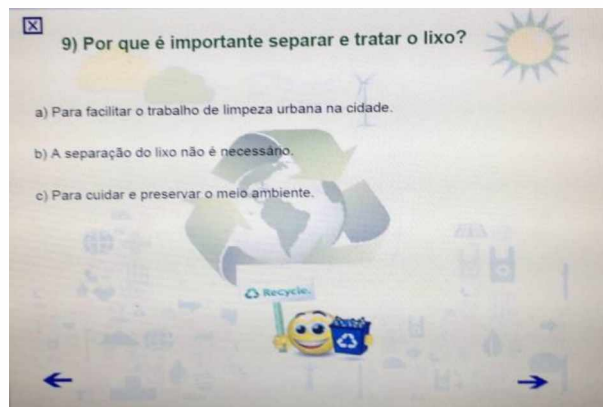 9) Por que é importante separar e tratar o lixo?
a) Para facilitar o trabalho de limpeza urbana na cidade.
b) A separação do lixo não é necessário.
c) Para cuidar e preservar o meio ambiente.
Recycle.